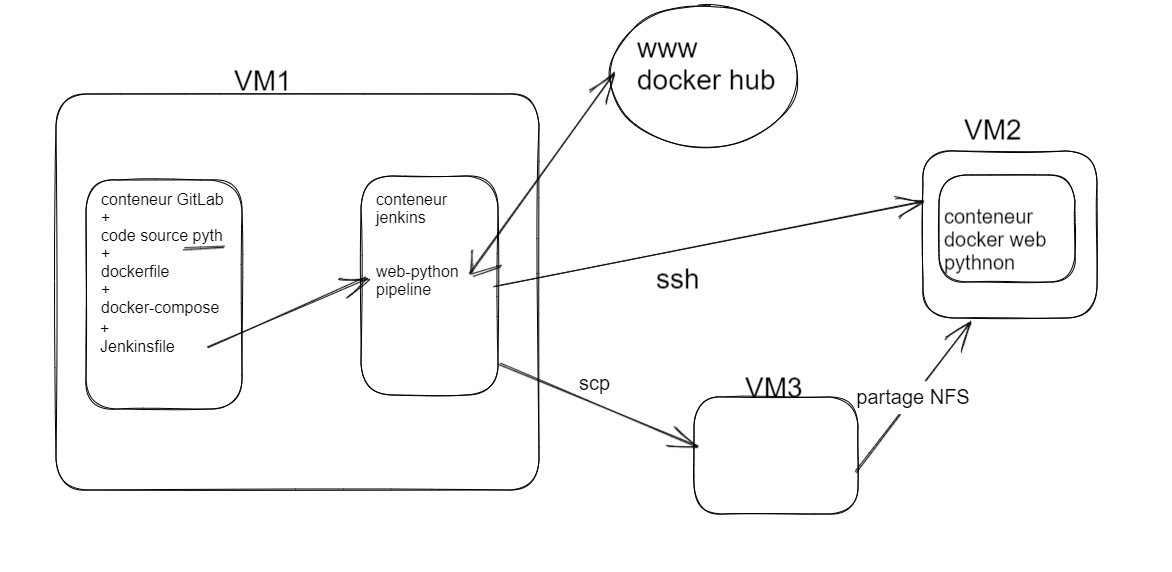 VM1
conteneur GitLab
+
code source pyth
+
dockerfile
+
docker-compose
+
Jenkinsfile
conteneur
jenkins
web-python
pipeline
www
docker hub
ssh
scp
VM2
conteneur
docker web
pythnon
VM3
partage NFS